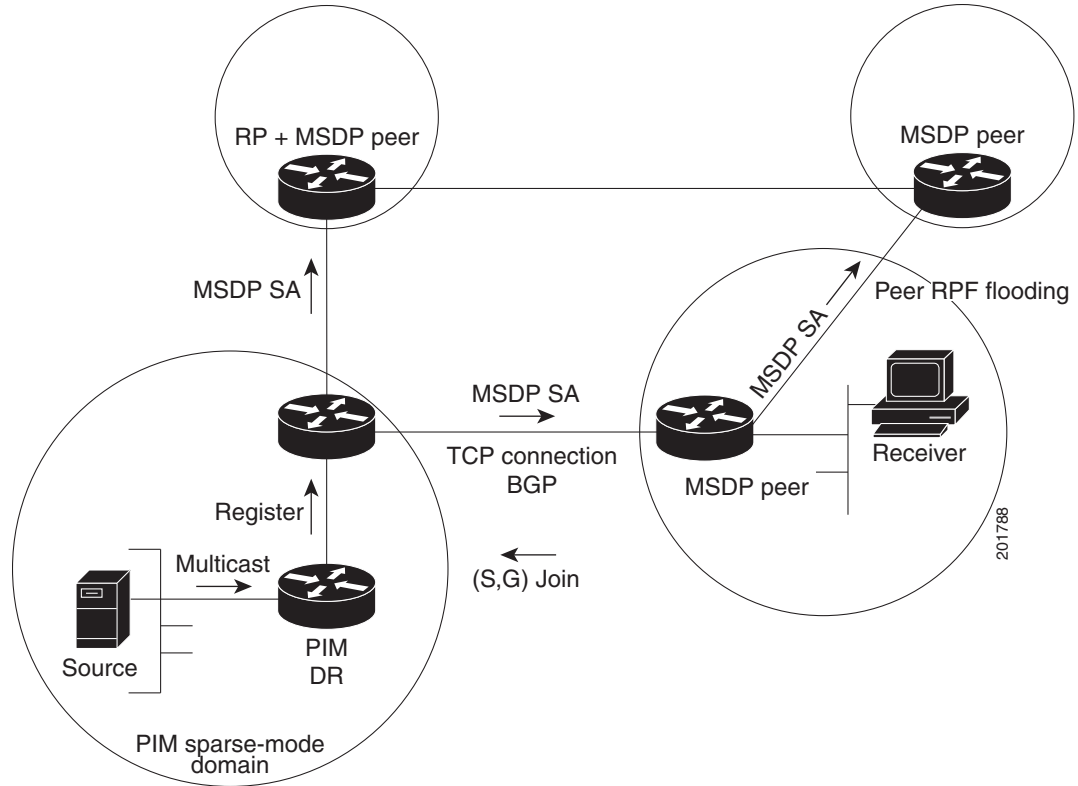 RP + MSDP peer
MSDP peer
MSDP SA
Peer RPF flooding
MSDP SA
MSDP SA
TCP connection
BGP
Receiver
MSDP peer
Register
201788
Multicast
(S,G) Join
Source
PIM
DR
PIM sparse-mode
domain